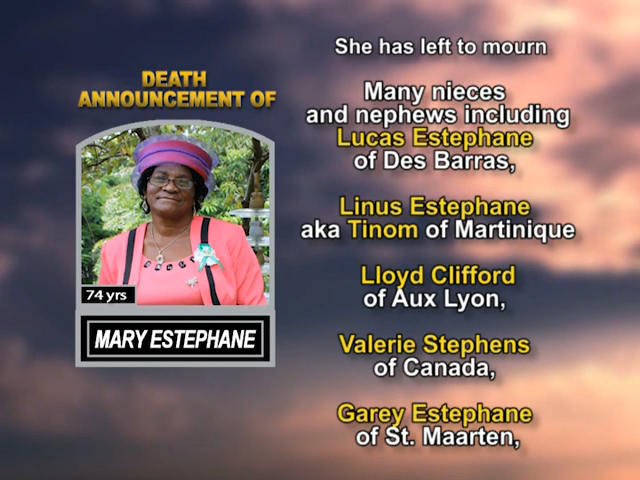 DEATH
ANNOUNCEMENT OF
74 yrs
MARY ESTEPHANE
She has left to mourn
Many nieces
and nephews including
Lucas Estephane
of Des Barras,
Linus Estephane
aka Tinom of Martinique
Lloyd Clifford
of Aux Lyon,
Valerie Stephens
of Canada,
Garey Estephane
of St. Maarten,